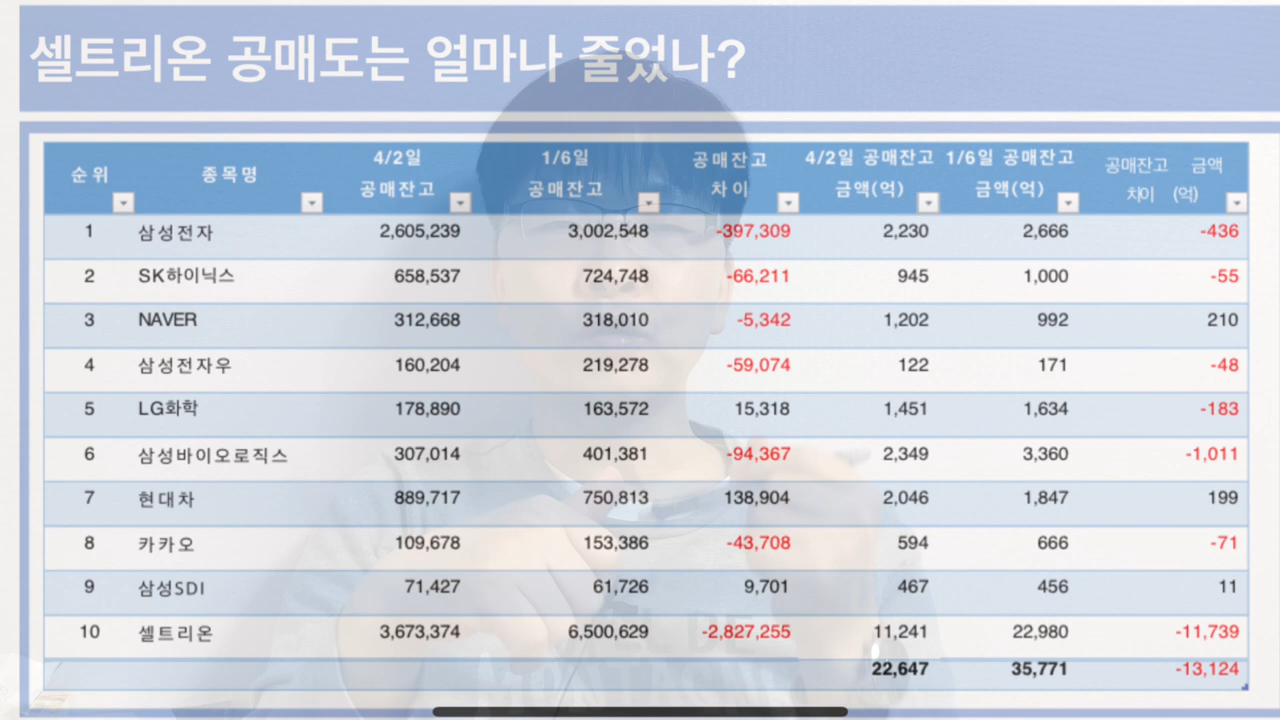 셀트리온 공매도는 얼마나 줄었나?
순위 종목명 4/2일 공매잔고 1/6일 공매잔고 공매잔고 차이 4/2일 공매잔고 금액(억) 1/6일 공매잔고 금액(억) 공매잔고 금액 차이 (억)
1 삼성전자 2,605,239 3,002,548 -397,309 2,230 2,666 -436
2 SK하이닉스 658,537 724,748 -66,211 945 1,000 -55
3 NAVER 312,668 318,010 -5,342 1,202 992 210
4 삼성전자우 160,204 219,278 -59,074 122 171 -48
5 LG화학 178,890 163,572 15,318 1,451 1,634 -183
6 삼성바이오로직스 307,014 401,381 -94,367 2,349 3,360 -1,011
7 현대차 889,717 750,813 138,904 2,046 1,847 199
8 카카오 109,678 153,386 -43,708 594 666 -71
9 삼성SDI 71,427 61,726 9,701 467 456 11
10 셀트리온 3,673,374 6,500,629 -2,827,255 11,241 22,980 -11,739
22,647 35,771 -13,124